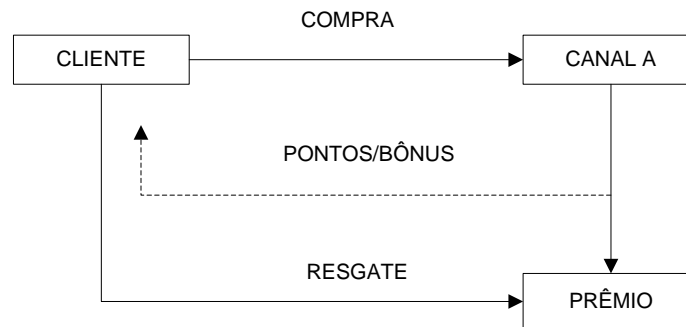 COMPRA
CLIENTE
CANAL A
PONTOS/BÔNUS
RESGATE
PRÊMIO